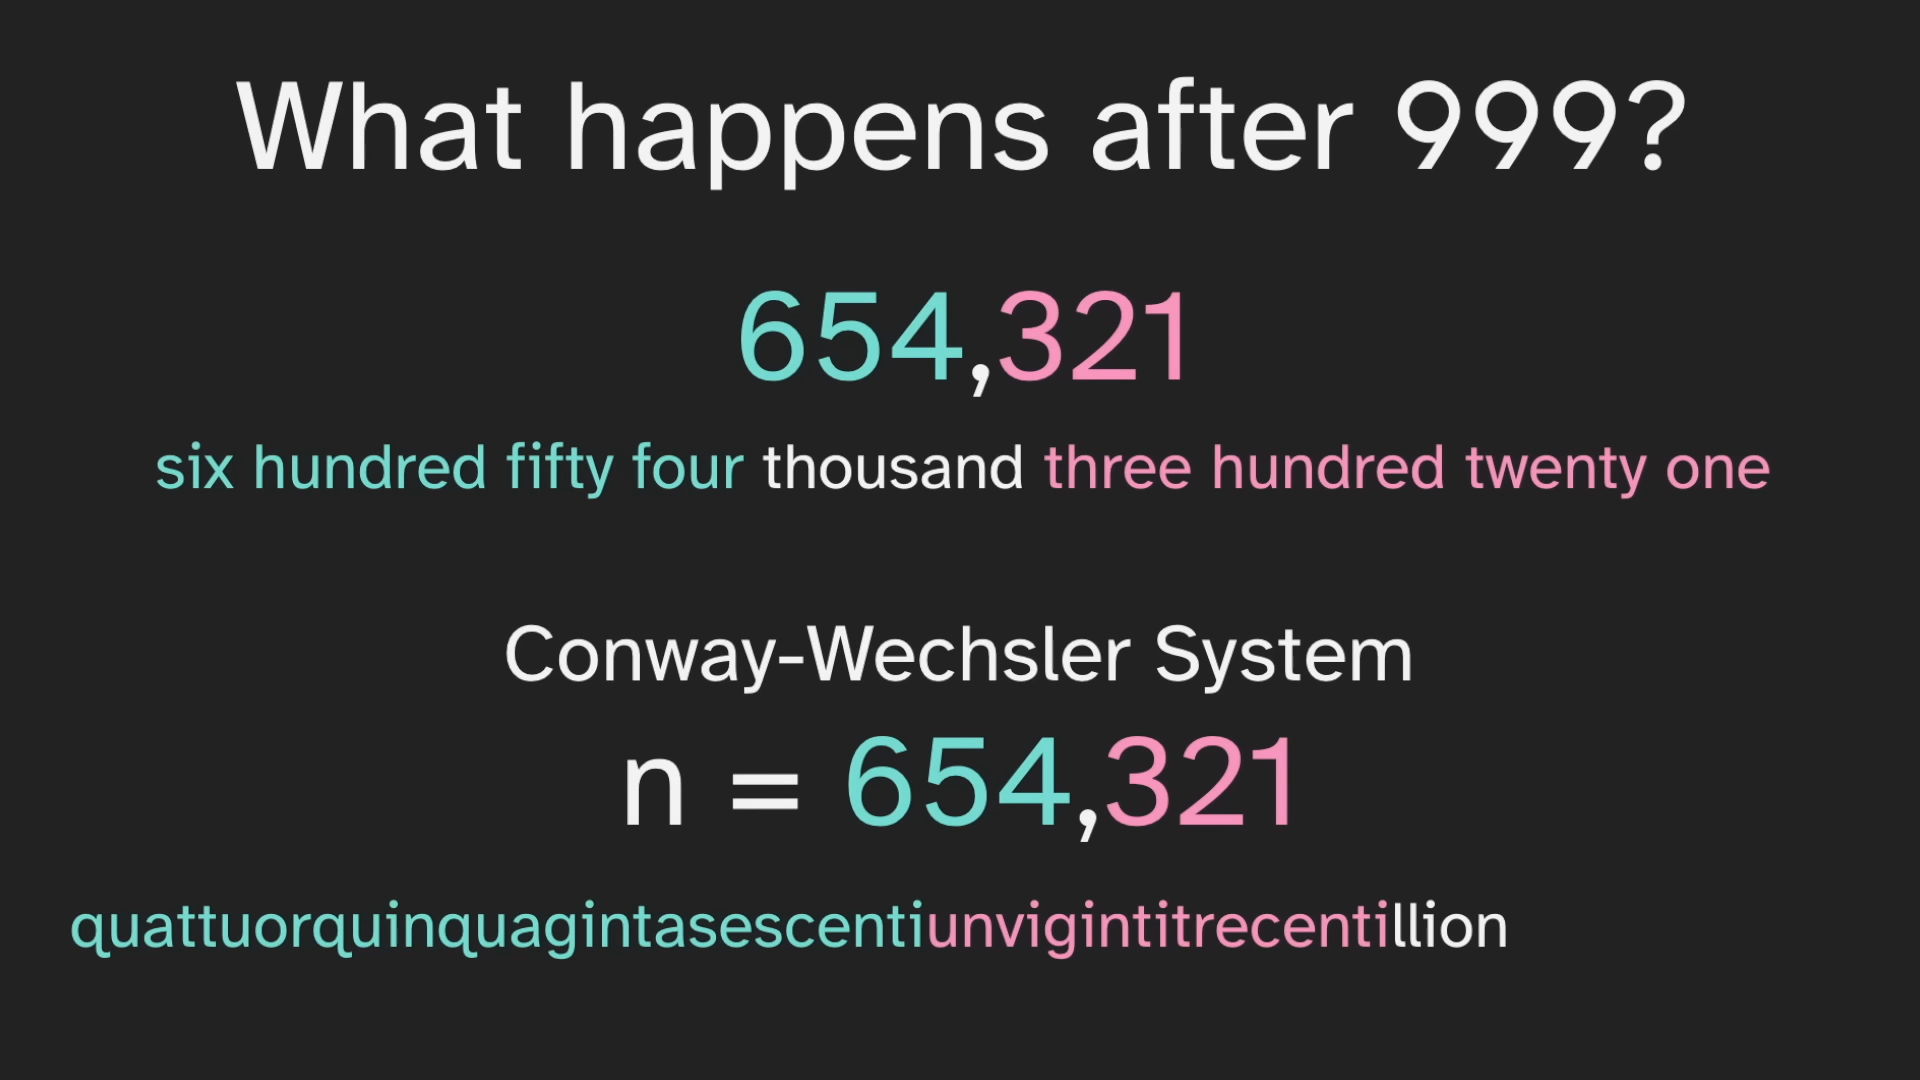 What happens after 999?
654,321
six hundred fifty four thousand three hundred twenty one
Conway-Wechsler System
n = 654,321
quattuorquinquagintasescentiunvigintitrecentillion